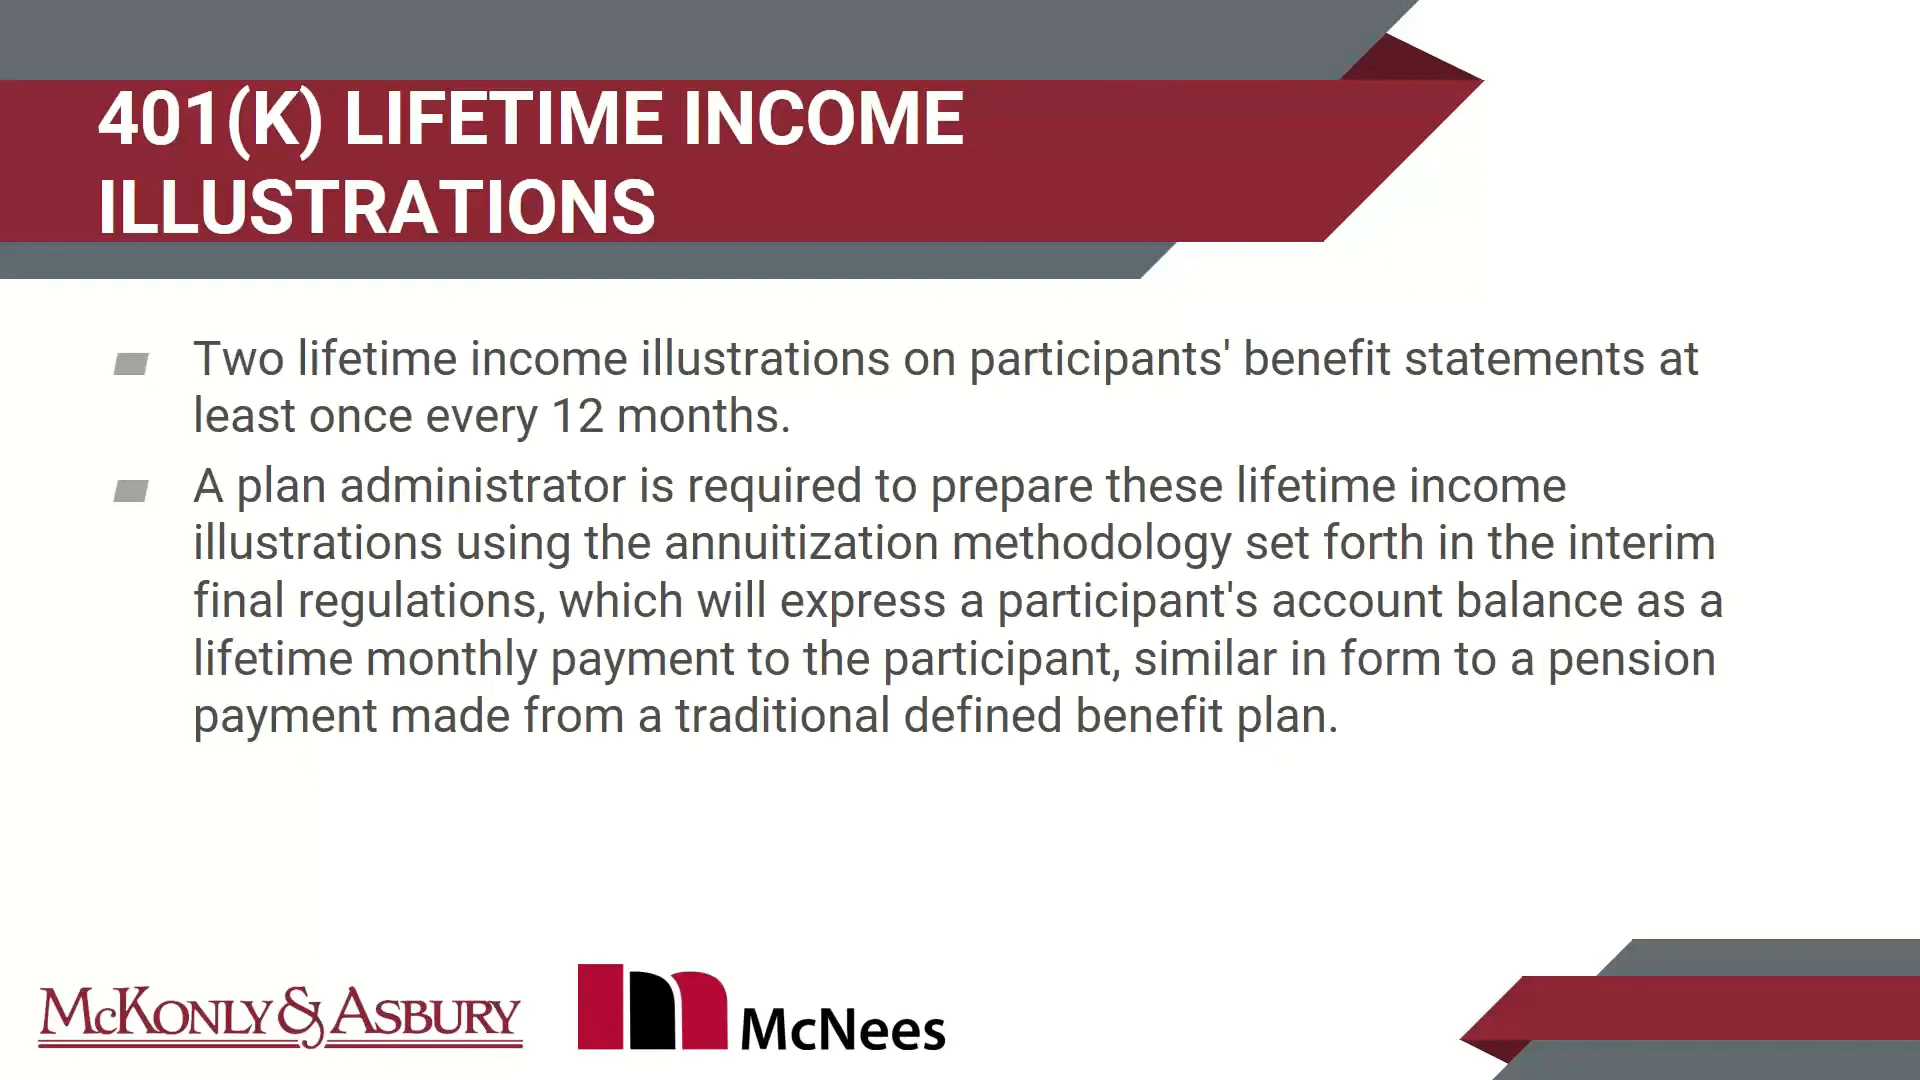 401(K) LIFETIME INCOME
ILLUSTRATIONS
Two lifetime income illustrations on participants' benefit statements at
least once every 12 months.
A plan administrator is required to prepare these lifetime income
illustrations using the annuitization methodology set forth in the interim
final regulations, which will express a participant's account balance as a
lifetime monthly payment to the participant, similar in form to a pension
payment made from a traditional defined benefit plan.
McKonly & Asbury
McNees